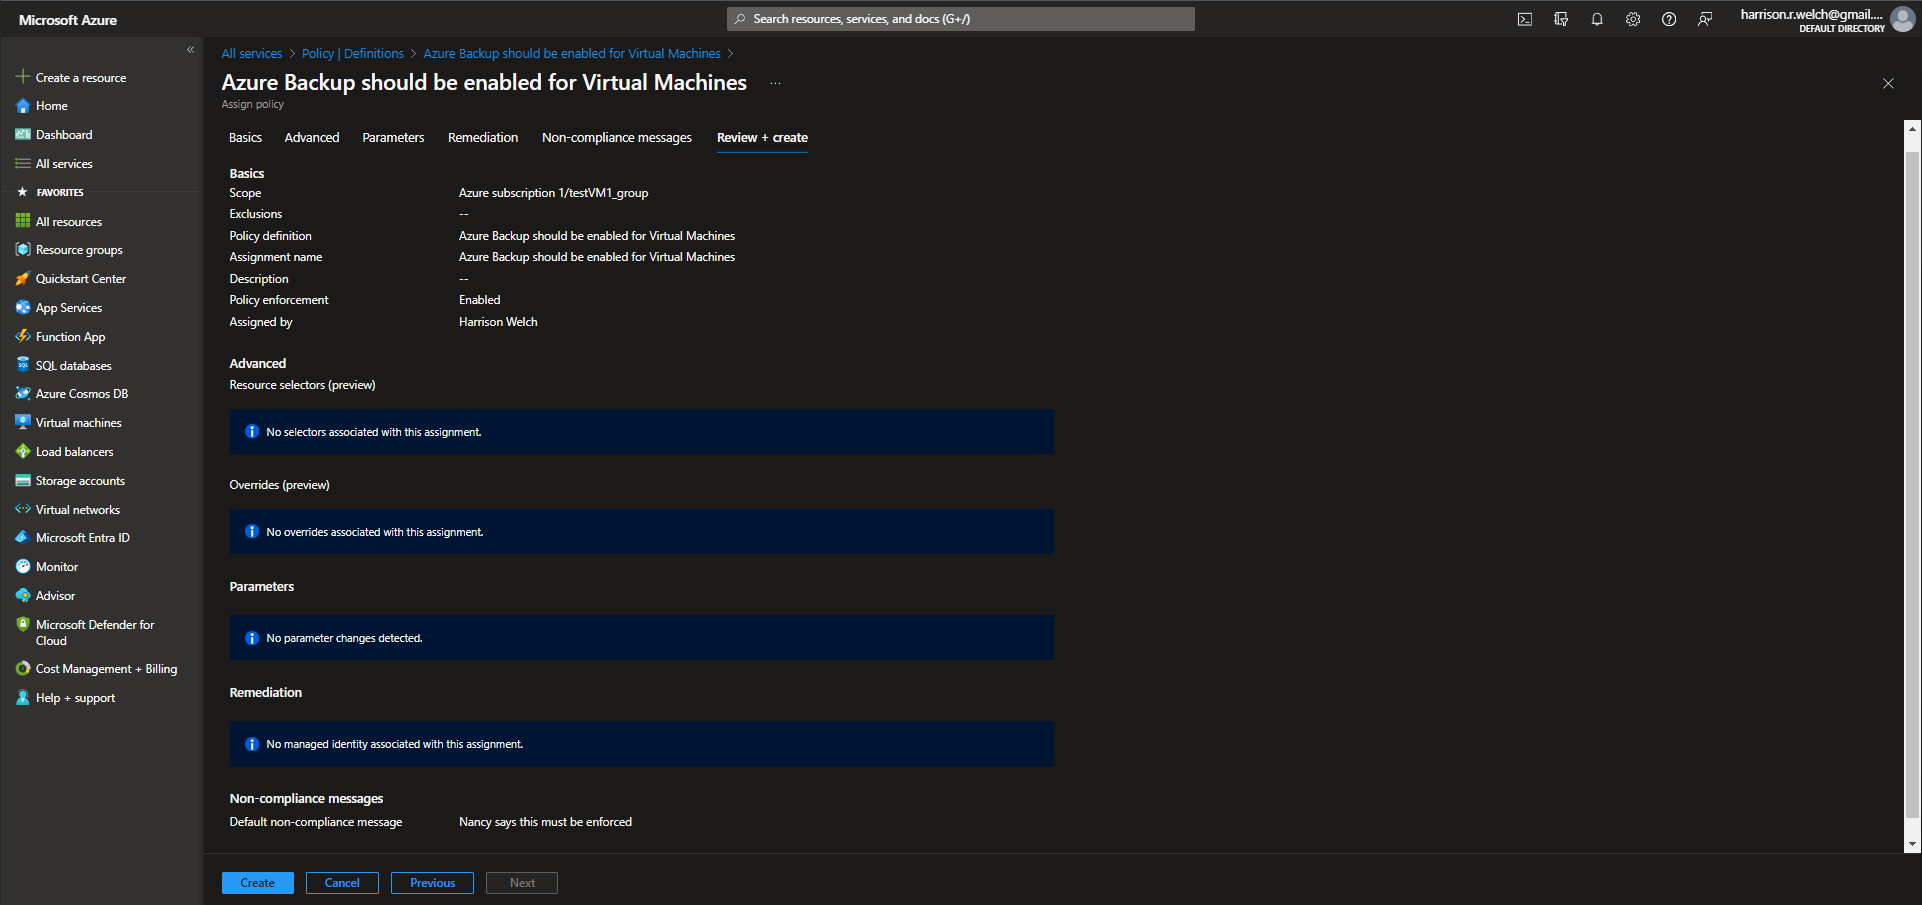 Microsoft Azure
Search resources, services, and docs (G+/)
harrison.r.welch@gmail....
DEFAULT DIRECTORY
«
Create a resource
Home
Dashboard
All services
FAVORITES
All resources
Resource groups
Quickstart Center
App Services
Function App
SQL databases
Azure Cosmos DB
Virtual machines
Load balancers
Storage accounts
Virtual networks
Microsoft Entra ID
Monitor
Advisor
Microsoft Defender for
Cloud
Cost Management + Billing
Help + support
All services > Policy | Definitions > Azure Backup should be enabled for Virtual Machines >
Azure Backup should be enabled for Virtual Machines ...
Assign policy
Basics Advanced Parameters Remediation Non-compliance messages Review + create
Basics
Scope Azure subscription 1/testVM1_group
Exclusions --
Policy definition Azure Backup should be enabled for Virtual Machines
Assignment name Azure Backup should be enabled for Virtual Machines
Description --
Policy enforcement Enabled
Assigned by Harrison Welch
Advanced
Resource selectors (preview)
No selectors associated with this assignment.
Overrides (preview)
No overrides associated with this assignment.
Parameters
No parameter changes detected.
Remediation
No managed identity associated with this assignment.
Non-compliance messages
Default non-compliance message Nancy says this must be enforced
Create Cancel Previous Next